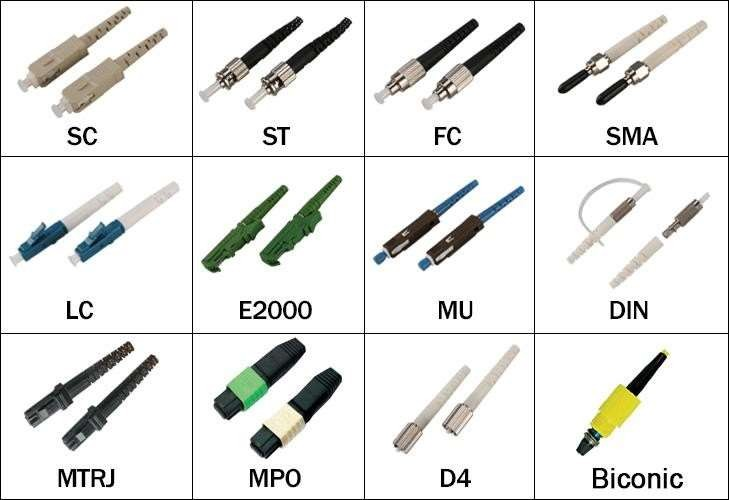 SC
ST
FC
SMA
LC
E2000
MU
DIN
MTRJ
MPO
D4
Biconic